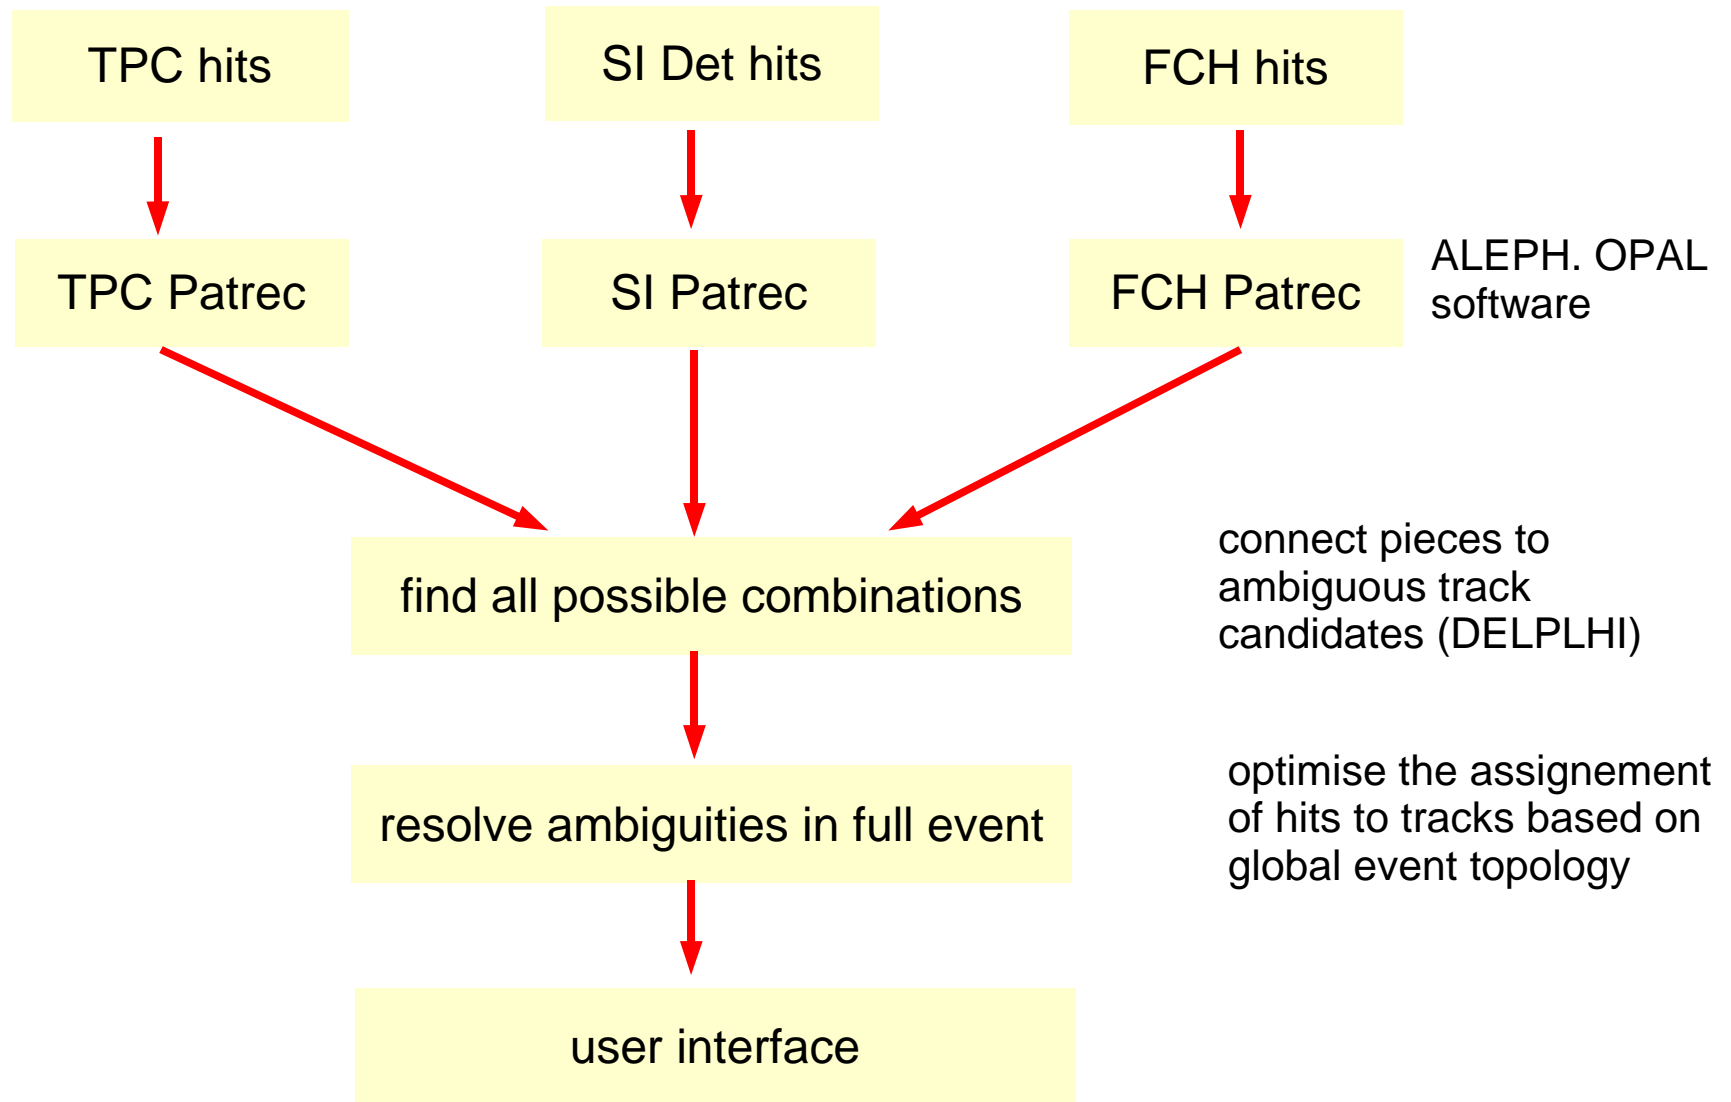 TPC hits
SI Det hits
FCH hits
TPC Patrec
SI Patrec
FCH Patrec
ALEPH. OPAL
software
find all possible combinations
connect pieces to
ambiguous track
candidates (DELPLHI)
resolve ambiguities in full event
optimise the assignement
of hits to tracks based on
global event topology
user interface